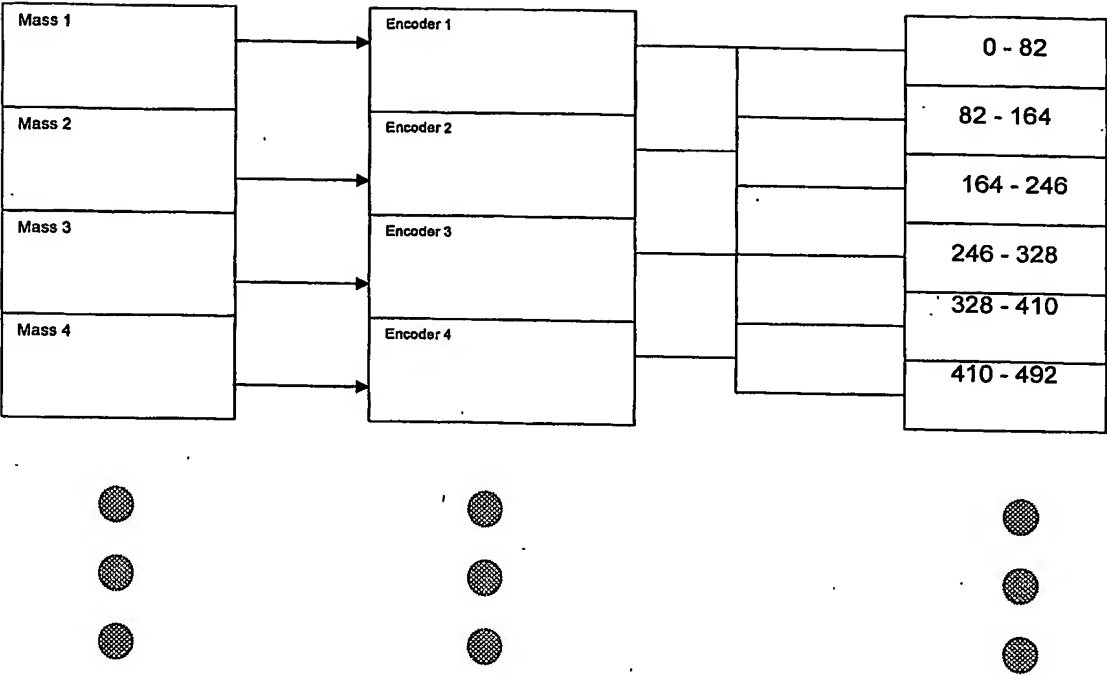 Mass 1
Mass 2
Mass 3
Mass 4
Encoder 1
Encoder 2
Encoder 3
Encoder 4
0 - 82
82 - 164
164 - 246
246 - 328
328 - 410
410 - 492